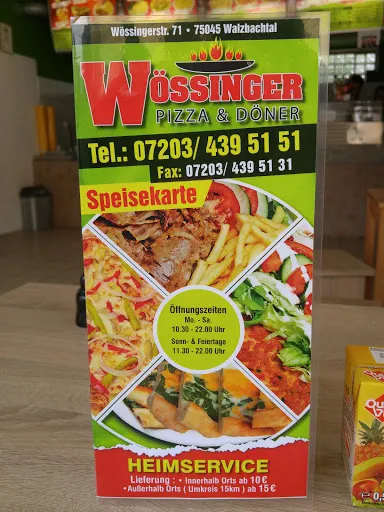 Wössingerstr. 71 • 75045 Walzbachtal
WÖSSINGER
PIZZA & DÖNER
Tel.: 07203/ 439 51 51
Fax: 07203/ 439 51 31
Speisekarte
Öffnungszeiten
Mo. - Sa.
10.30 - 22.00 Uhr
Sonn- & Feiertage
11.30 - 22.00 Uhr
HEIMSERVICE
Lieferung : • Innerhalb Orts ab 10€
•Außerhalb Orts ( Umkreis 15km ) ab 15€